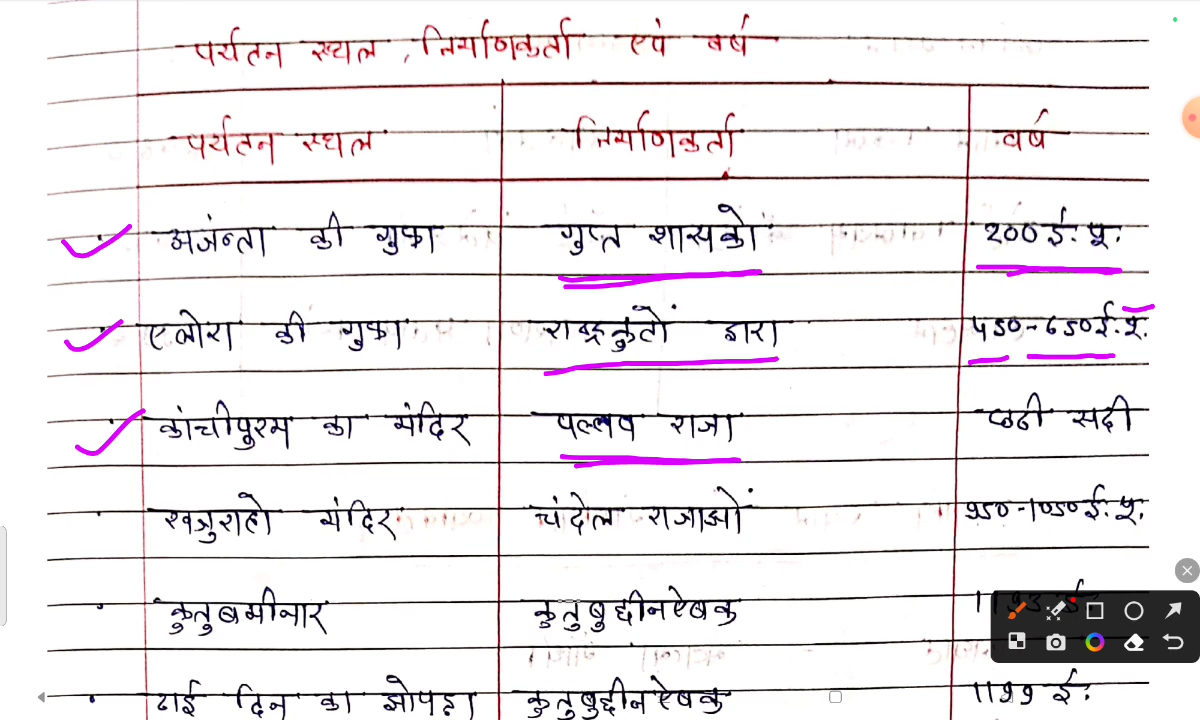 पर्यटन स्थल , निर्माणकर्ता एवं वर्ष
पर्यटन स्थल निर्माणकर्ता वर्ष
अजंन्ता की गुफा गुप्त शासको 200 ई. पू.
एलोरा की गुफा राष्ट्रकुटों द्वारा 450-650 ई. पू.
कांचीपुरम का मंदिर पल्लव राजा छठी सदी
खजुराहो मंदिर चंदेल राजाओं 950-1050 ई. पू.
कुतुबमीनार कुतुबुद्दीन ऐबक
ढाई दिन का झोपड़ा कुतुबुद्दीन ऐबक 1199 ई.